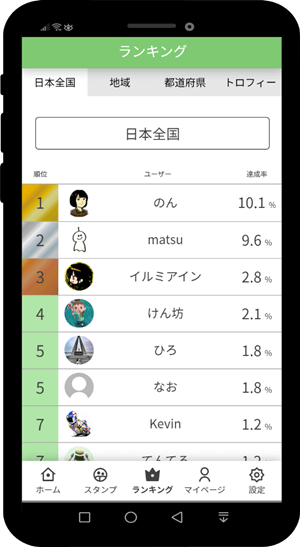 ランキング
日本全国 地域 都道府県 トロフィー
日本全国
順位 ユーザー 達成率
1 のん 10.1 %
2 matsu 9.6 %
3 イルミアイン 2.8 %
4 けん坊 2.1 %
5 ひろ 1.8 %
5 なお 1.8 %
7 Kevin 1.2 %
7 てんてる 1.2 %
ホーム スタンプ ランキング マイページ 設定